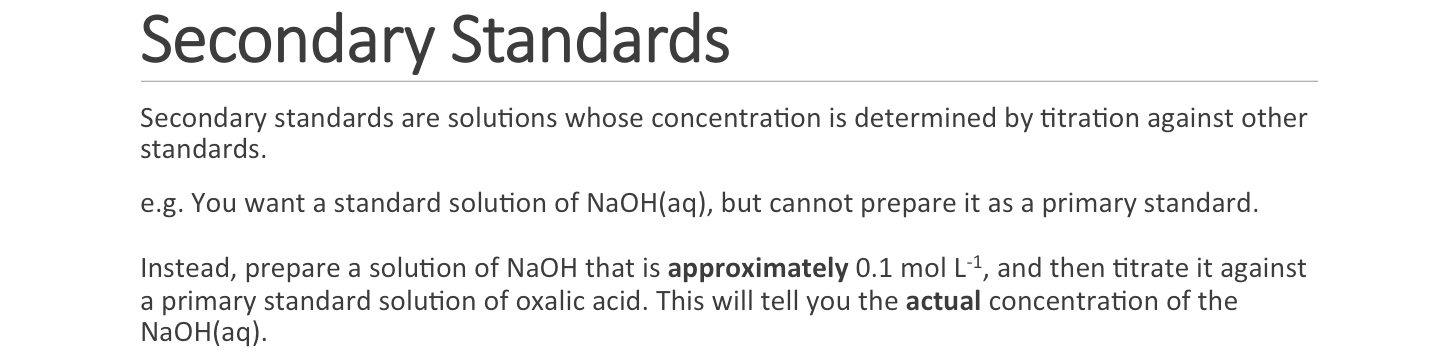 Secondary Standards
Secondary standards are solutions whose concentration is determined by titration against other
standards.
e.g. You want a standard solution of NaOH(aq), but cannot prepare it as a primary standard.
Instead, prepare a solution of NaOH that is approximately 0.1 mol L⁻¹, and then titrate it against
a primary standard solution of oxalic acid. This will tell you the actual concentration of the
NaOH(aq).